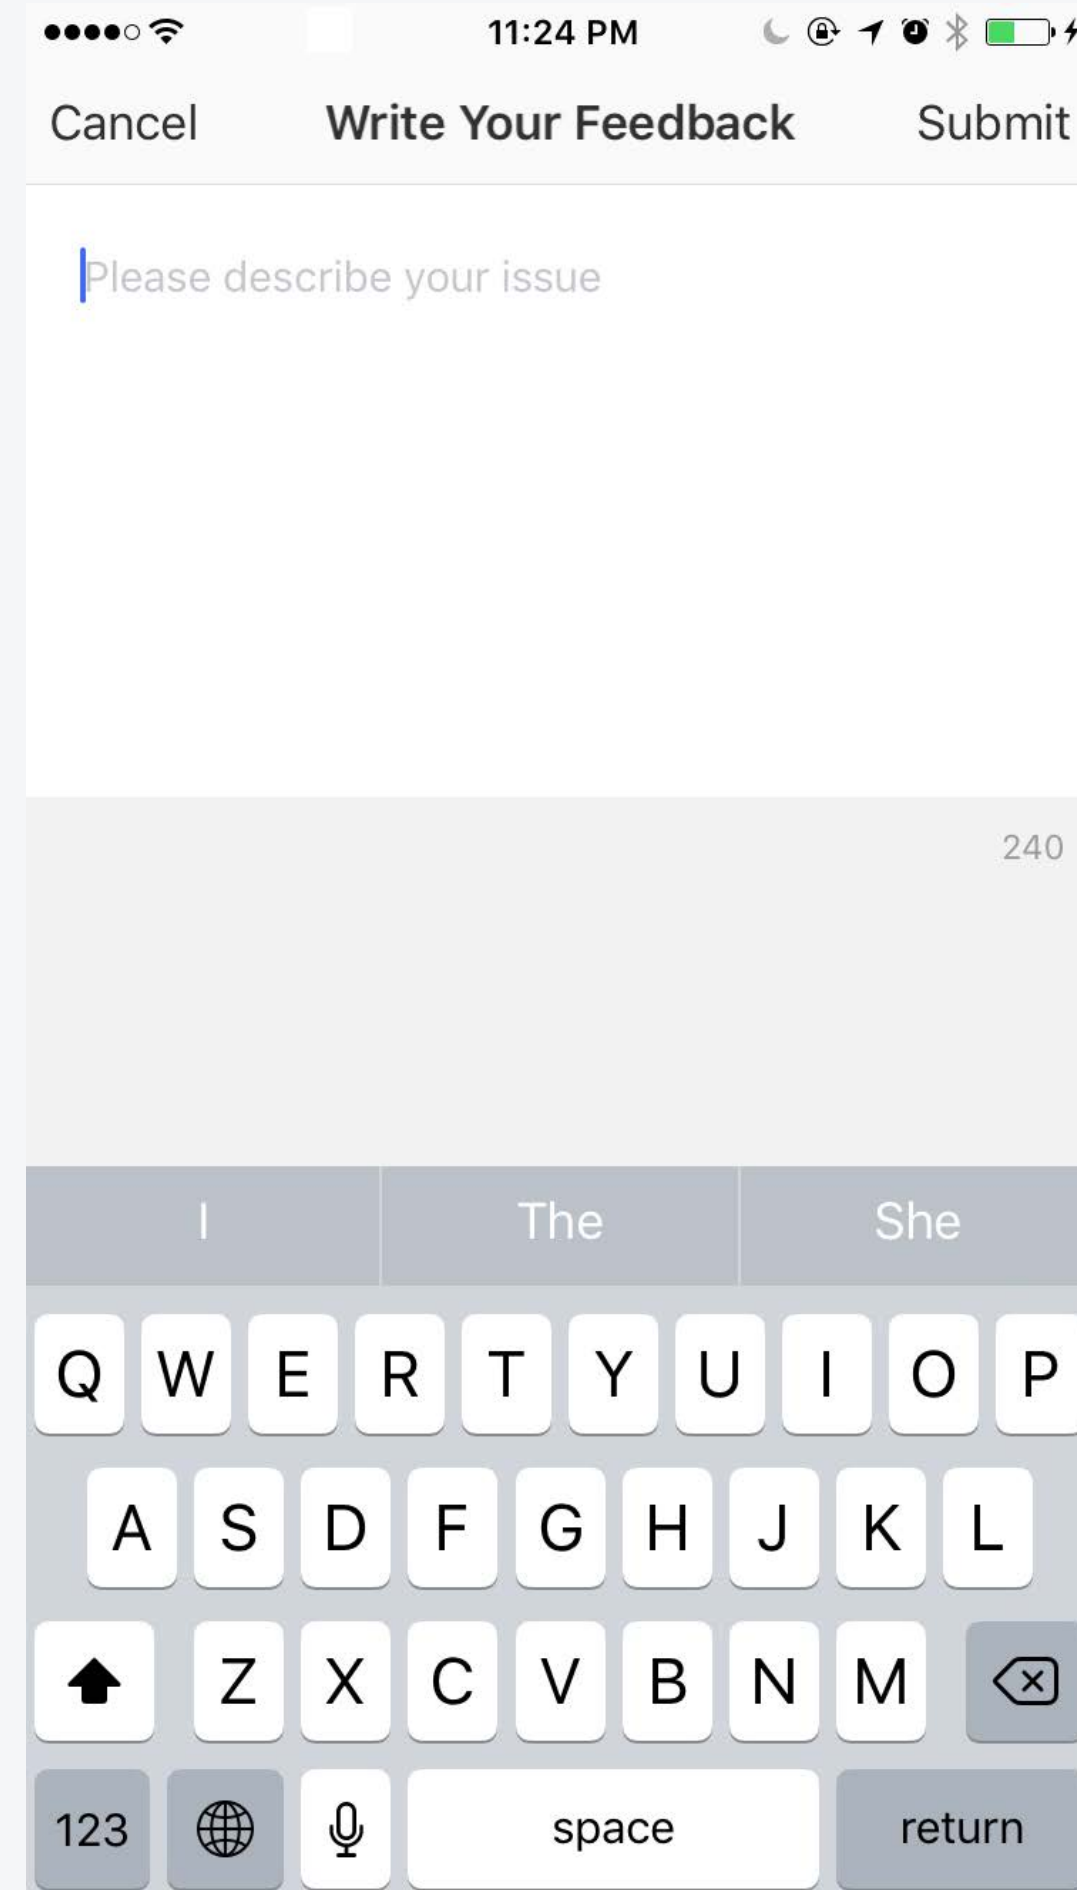 11:24 PM
Cancel Write Your Feedback Submit
Please describe your issue
240
I The She
Q W E R T Y U I O P
A S D F G H J K L
Z X C V B N M
123 space return